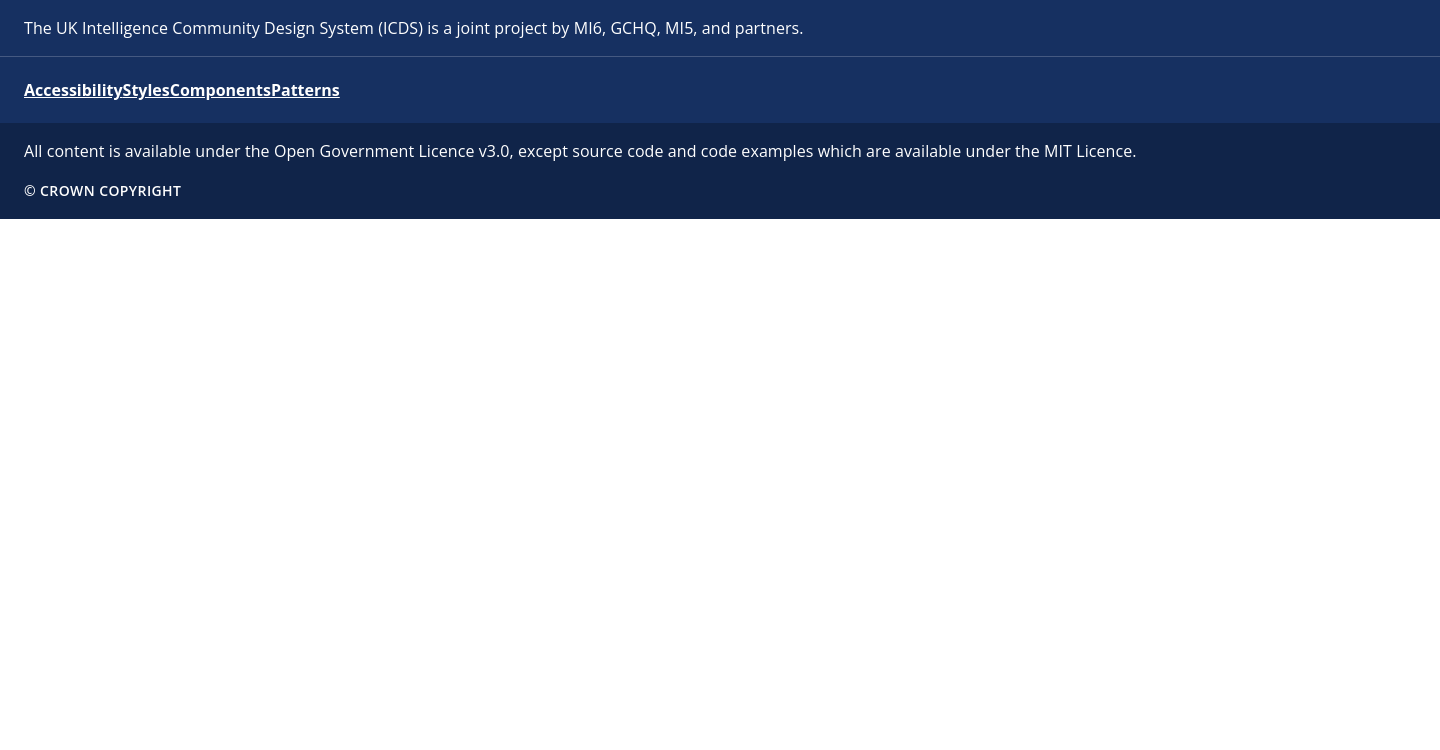 The UK Intelligence Community Design System (ICDS) is a joint project by MI6, GCHQ, MI5, and partners.
AccessibilityStylesComponentsPatterns
All content is available under the Open Government Licence v3.0, except source code and code examples which are available under the MIT Licence.
© CROWN COPYRIGHT